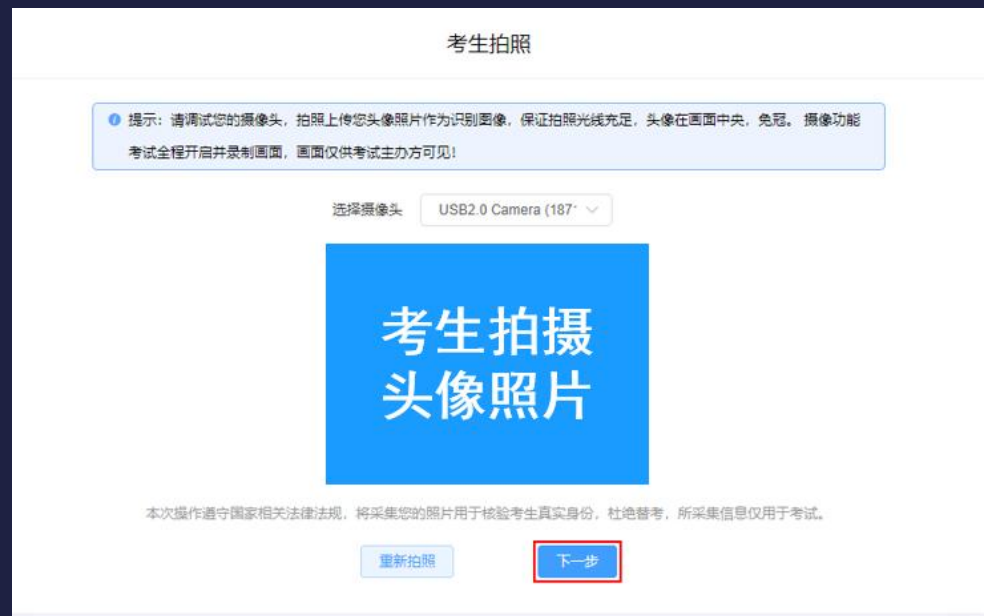 考生拍照
提示：请调试您的摄像头，拍照上传您头像照片作为识别图像，保证拍照光线充足，头像在画面中央，免冠。 摄像功能
考试全程开启并录制画面，画面仅供考试主办方可见！
选择摄像头 USB2.0 Camera (187
考生拍摄
头像照片
本次操作遵守国家相关法律法规，将采集您的照片用于核验考生真实身份，杜绝替考，所采集信息仅用于考试。
重新拍照 下一步